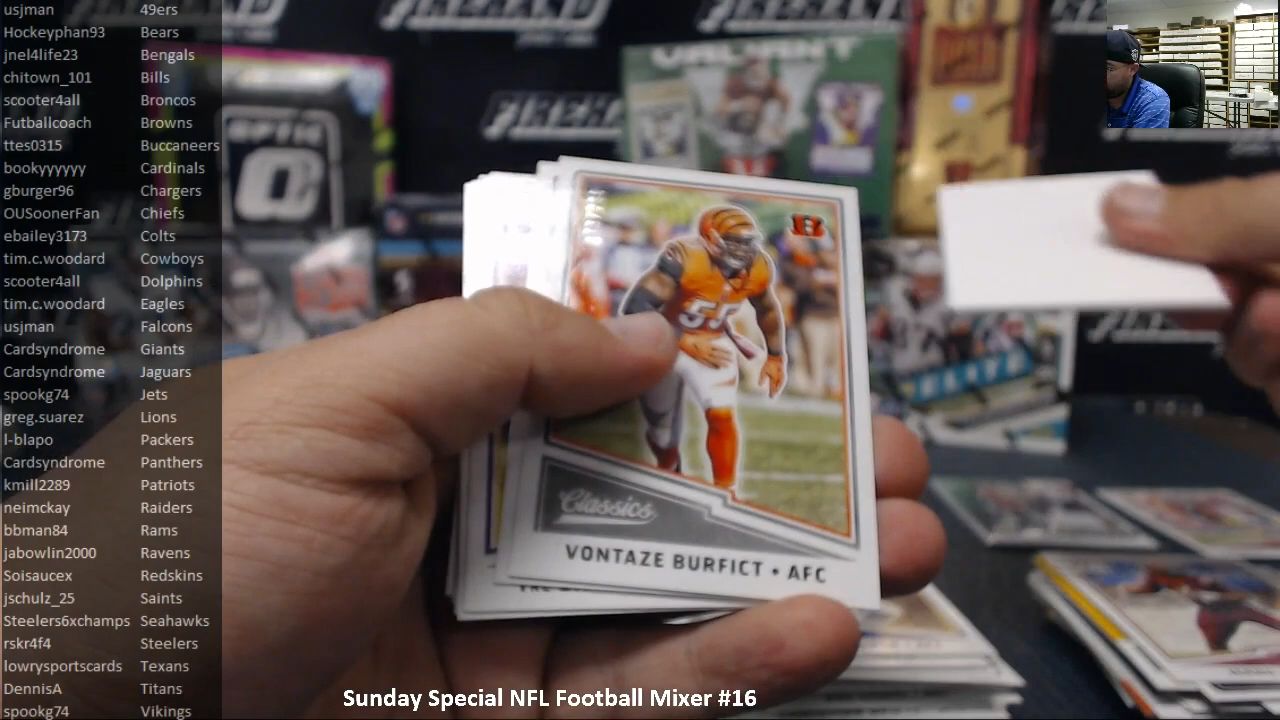 usjman 49ers
Hockeyphan93 Bears
jnel4life23 Bengals
chitown_101 Bills
scooter4all Broncos
Futballcoach Browns
ttes0315 Buccaneers
bookyyyyyy Cardinals
gburger96 Chargers
OUSoonerFan Chiefs
ebailey3173 Colts
tim.c.woodard Cowboys
scooter4all Dolphins
tim.c.woodard Eagles
usjman Falcons
Cardsyndrome Giants
Cardsyndrome Jaguars
spookg74 Jets
greg.suarez Lions
l-blapo Packers
Cardsyndrome Panthers
kmill2289 Patriots
neimckay Raiders
bbman84 Rams
jabowlin2000 Ravens
Soisaucex Redskins
jschulz_25 Saints
Steelers6xchamps Seahawks
rskr4f4 Steelers
lowrysportscards Texans
DennisA Titans
spookg74 Vikings
FIREHAND
OPTIC
ELITE
55
Classics
VONTAZE BURFICT • AFC
Sunday Special NFL Football Mixer #16